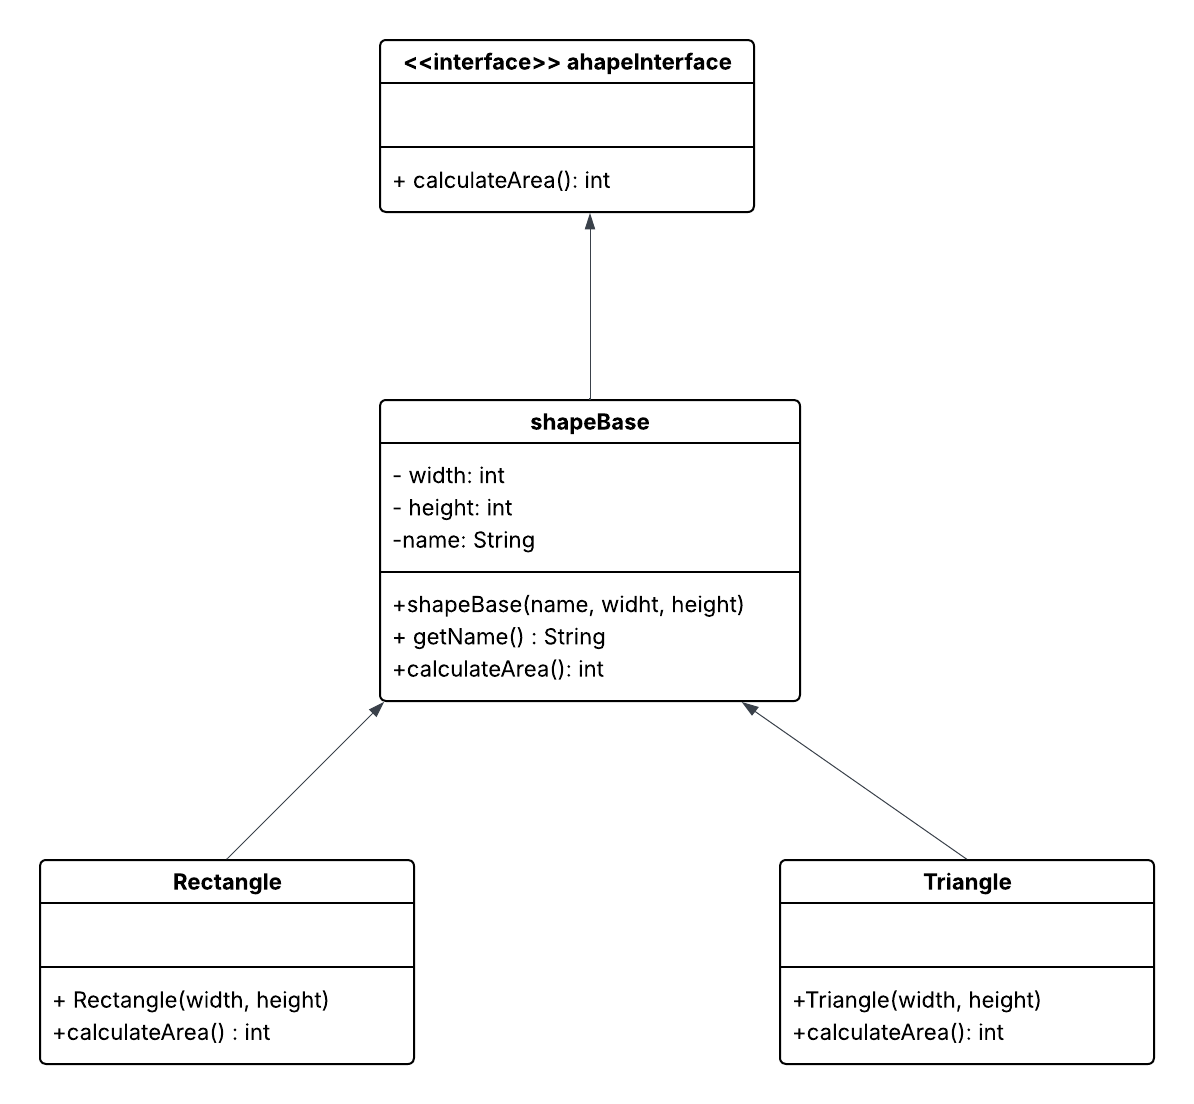 <<interface>> ahapeInterface
+ calculateArea(): int
shapeBase
- width: int
- height: int
-name: String
+shapeBase(name, widht, height)
+ getName() : String
+calculateArea(): int
Rectangle
+ Rectangle(width, height)
+calculateArea() : int
Triangle
+Triangle(width, height)
+calculateArea(): int